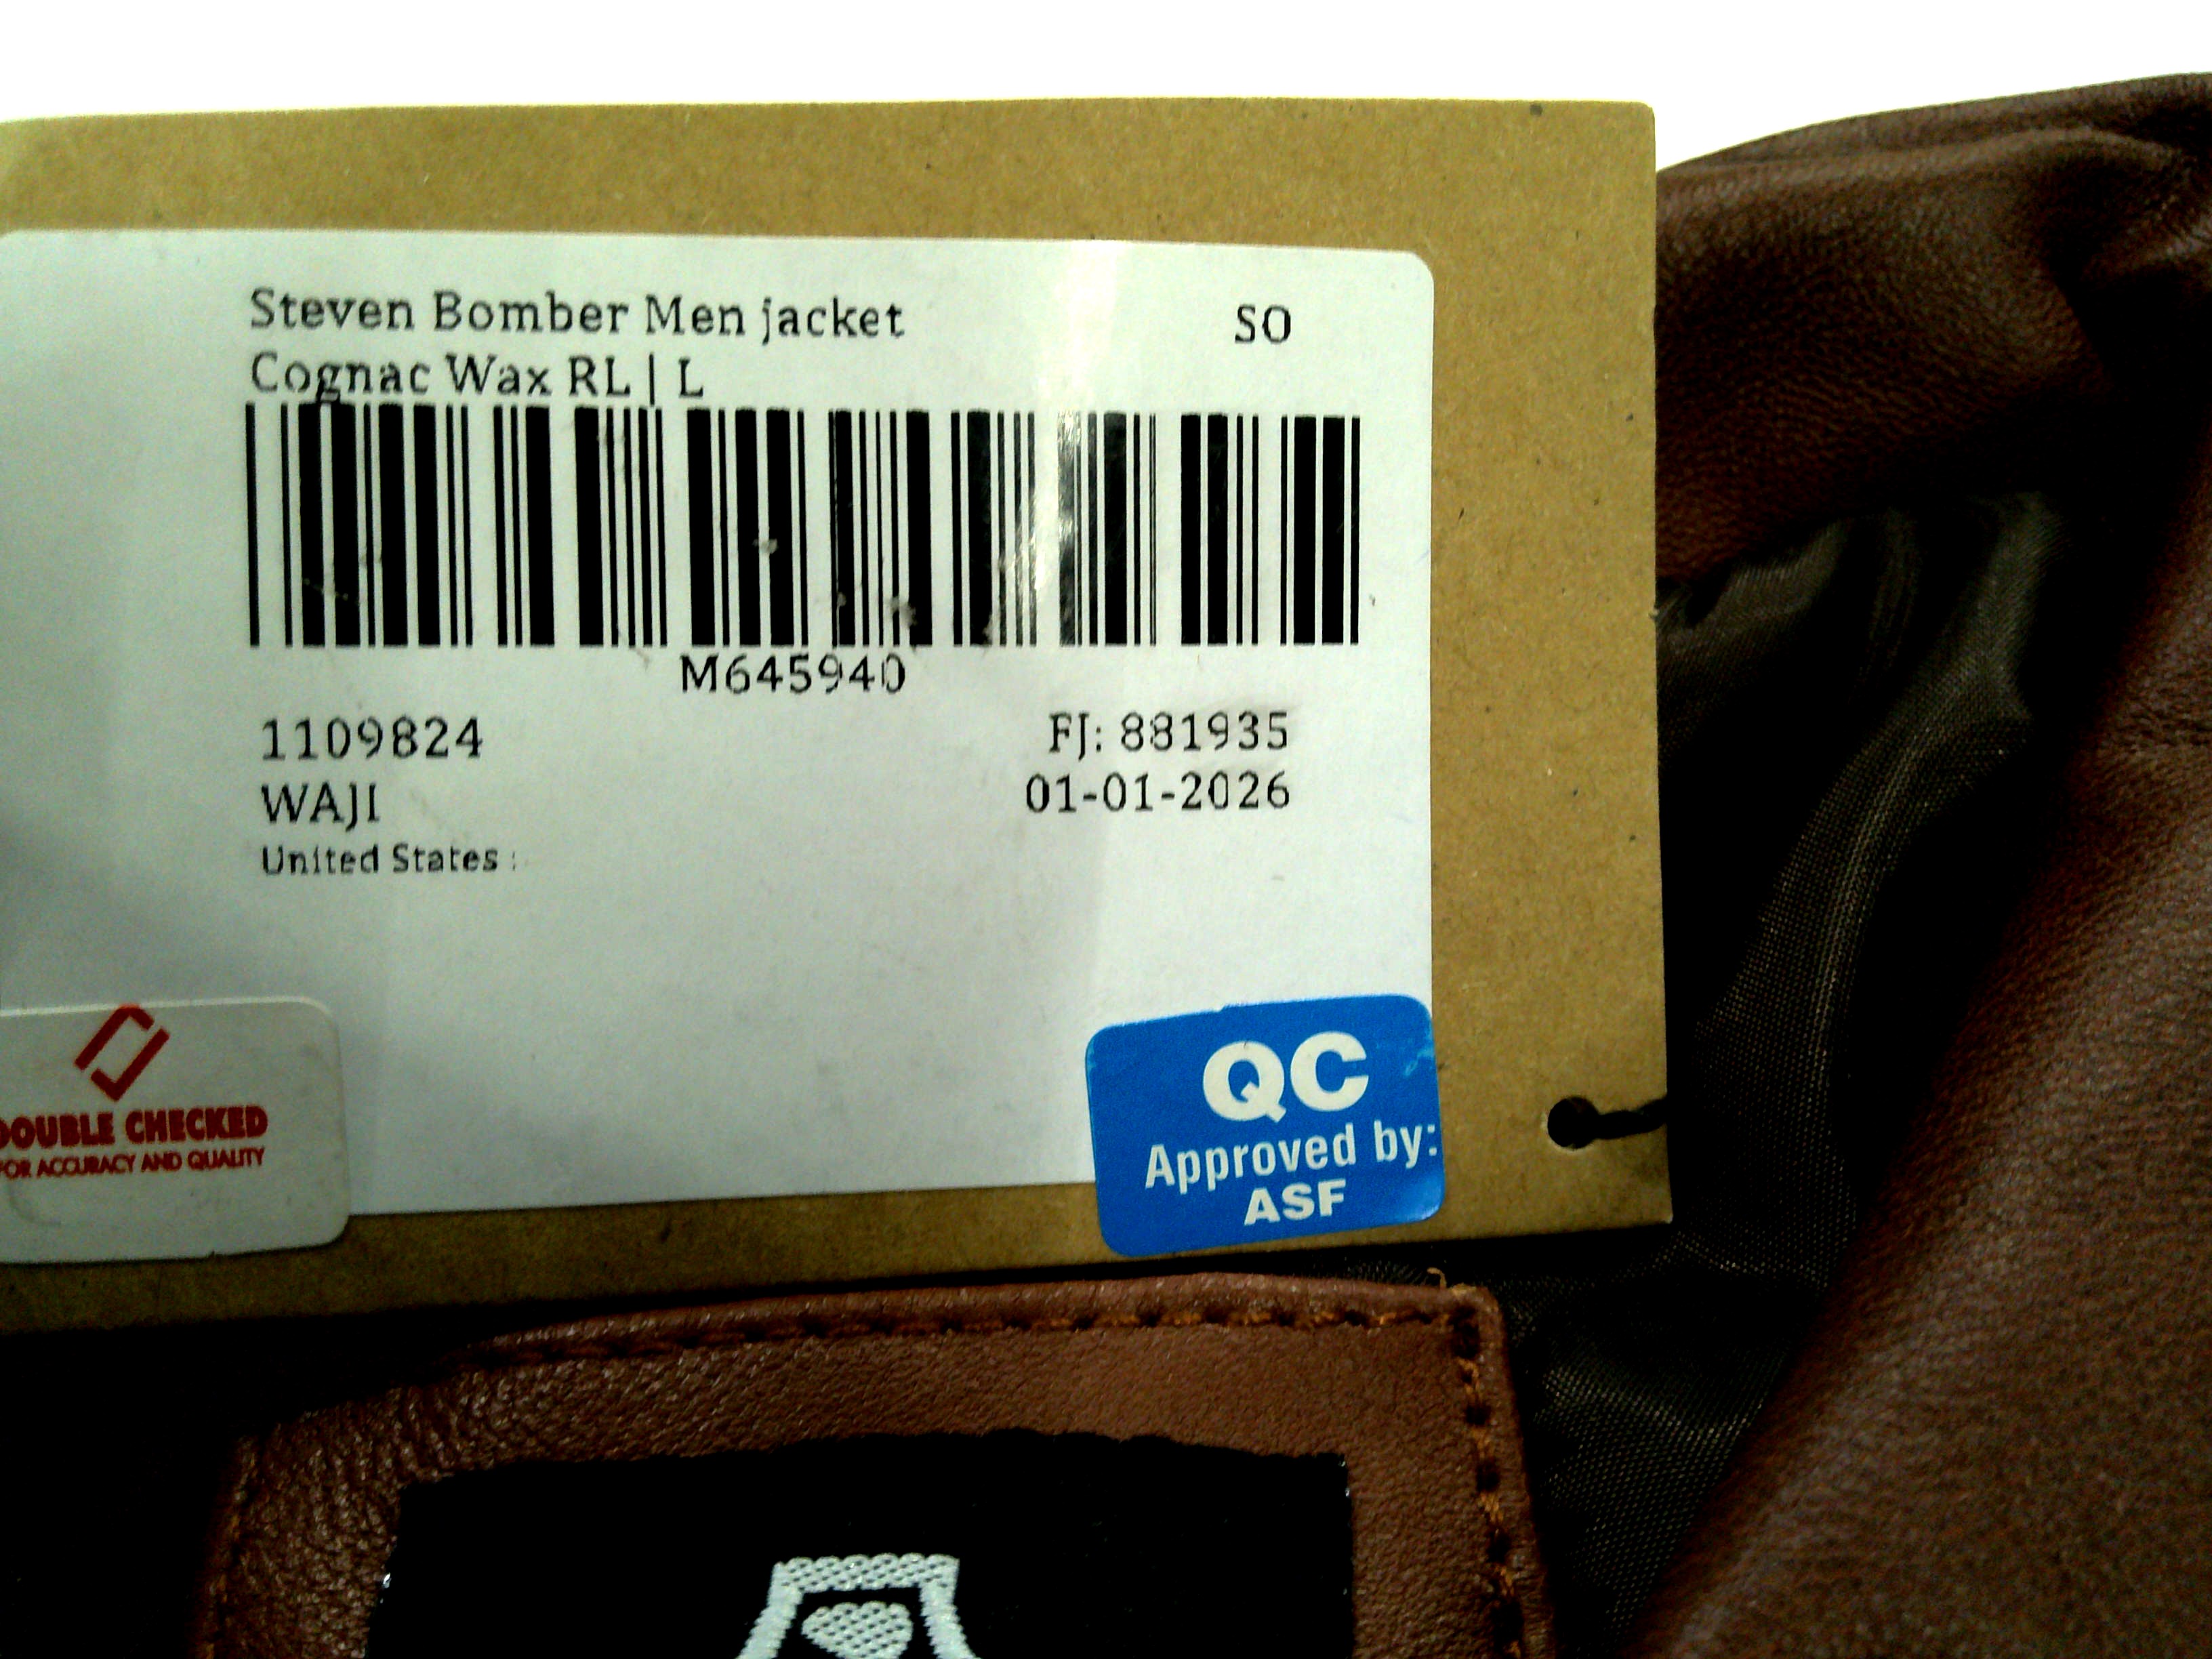 Steven Bomber Men jacket
SO
Cognac Wax RL | L
M645940
1109824
FJ: 881935
WAJI
01-01-2026
United States :
DOUBLE CHECKED
FOR ACCURACY AND QUALITY
QC
Approved by:
ASF